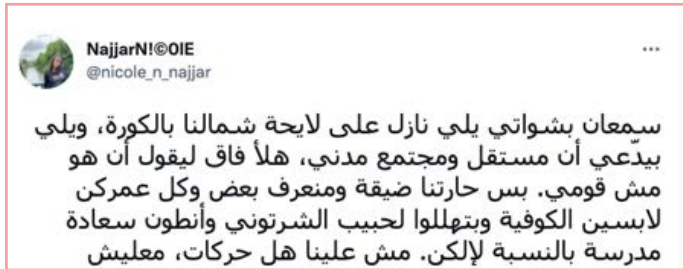 NajjarN!©OlE
...
@nicole_n_najjar
سمعان بشواتي يلي نازل على لايحة شمالنا بالكورة، ويلي
بيدّعي أن مستقل ومجتمع مدني، هلأ فاق ليقول أن هو
مش قومي. بس حارتنا ضيقة ومنعرف بعض وكل عمركن
لابسين الكوفية وبتهللوا لحبيب الشرتوني وأنطون سعادة
مدرسة بالنسبة لإلكن. مش علينا هل حركات، معليش